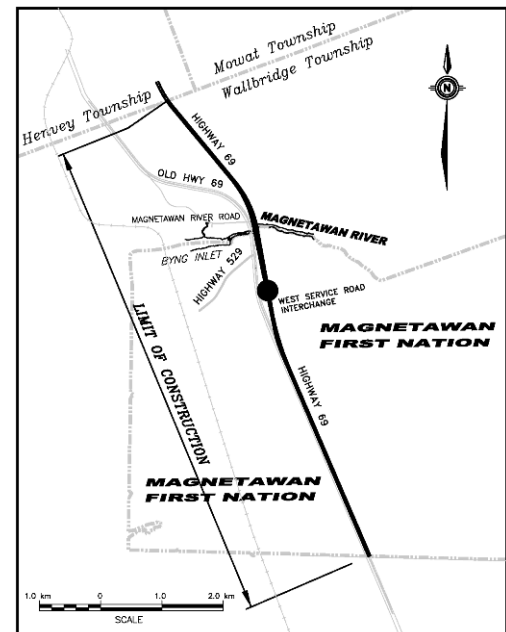 Mowat Township
Wallbridge Township
Henvey Township
N
HIGHWAY 69
OLD HWY 69
MAGNETAWAN RIVER ROAD
MAGNETAWAN RIVER
BYNG INLET
HIGHWAY 529
WEST SERVICE ROAD
INTERCHANGE
MAGNETAWAN
FIRST NATION
LIMIT OF CONSTRUCTION
HIGHWAY 69
MAGNETAWAN
FIRST NATION
1.0 km 0 1.0 2.0 km
SCALE